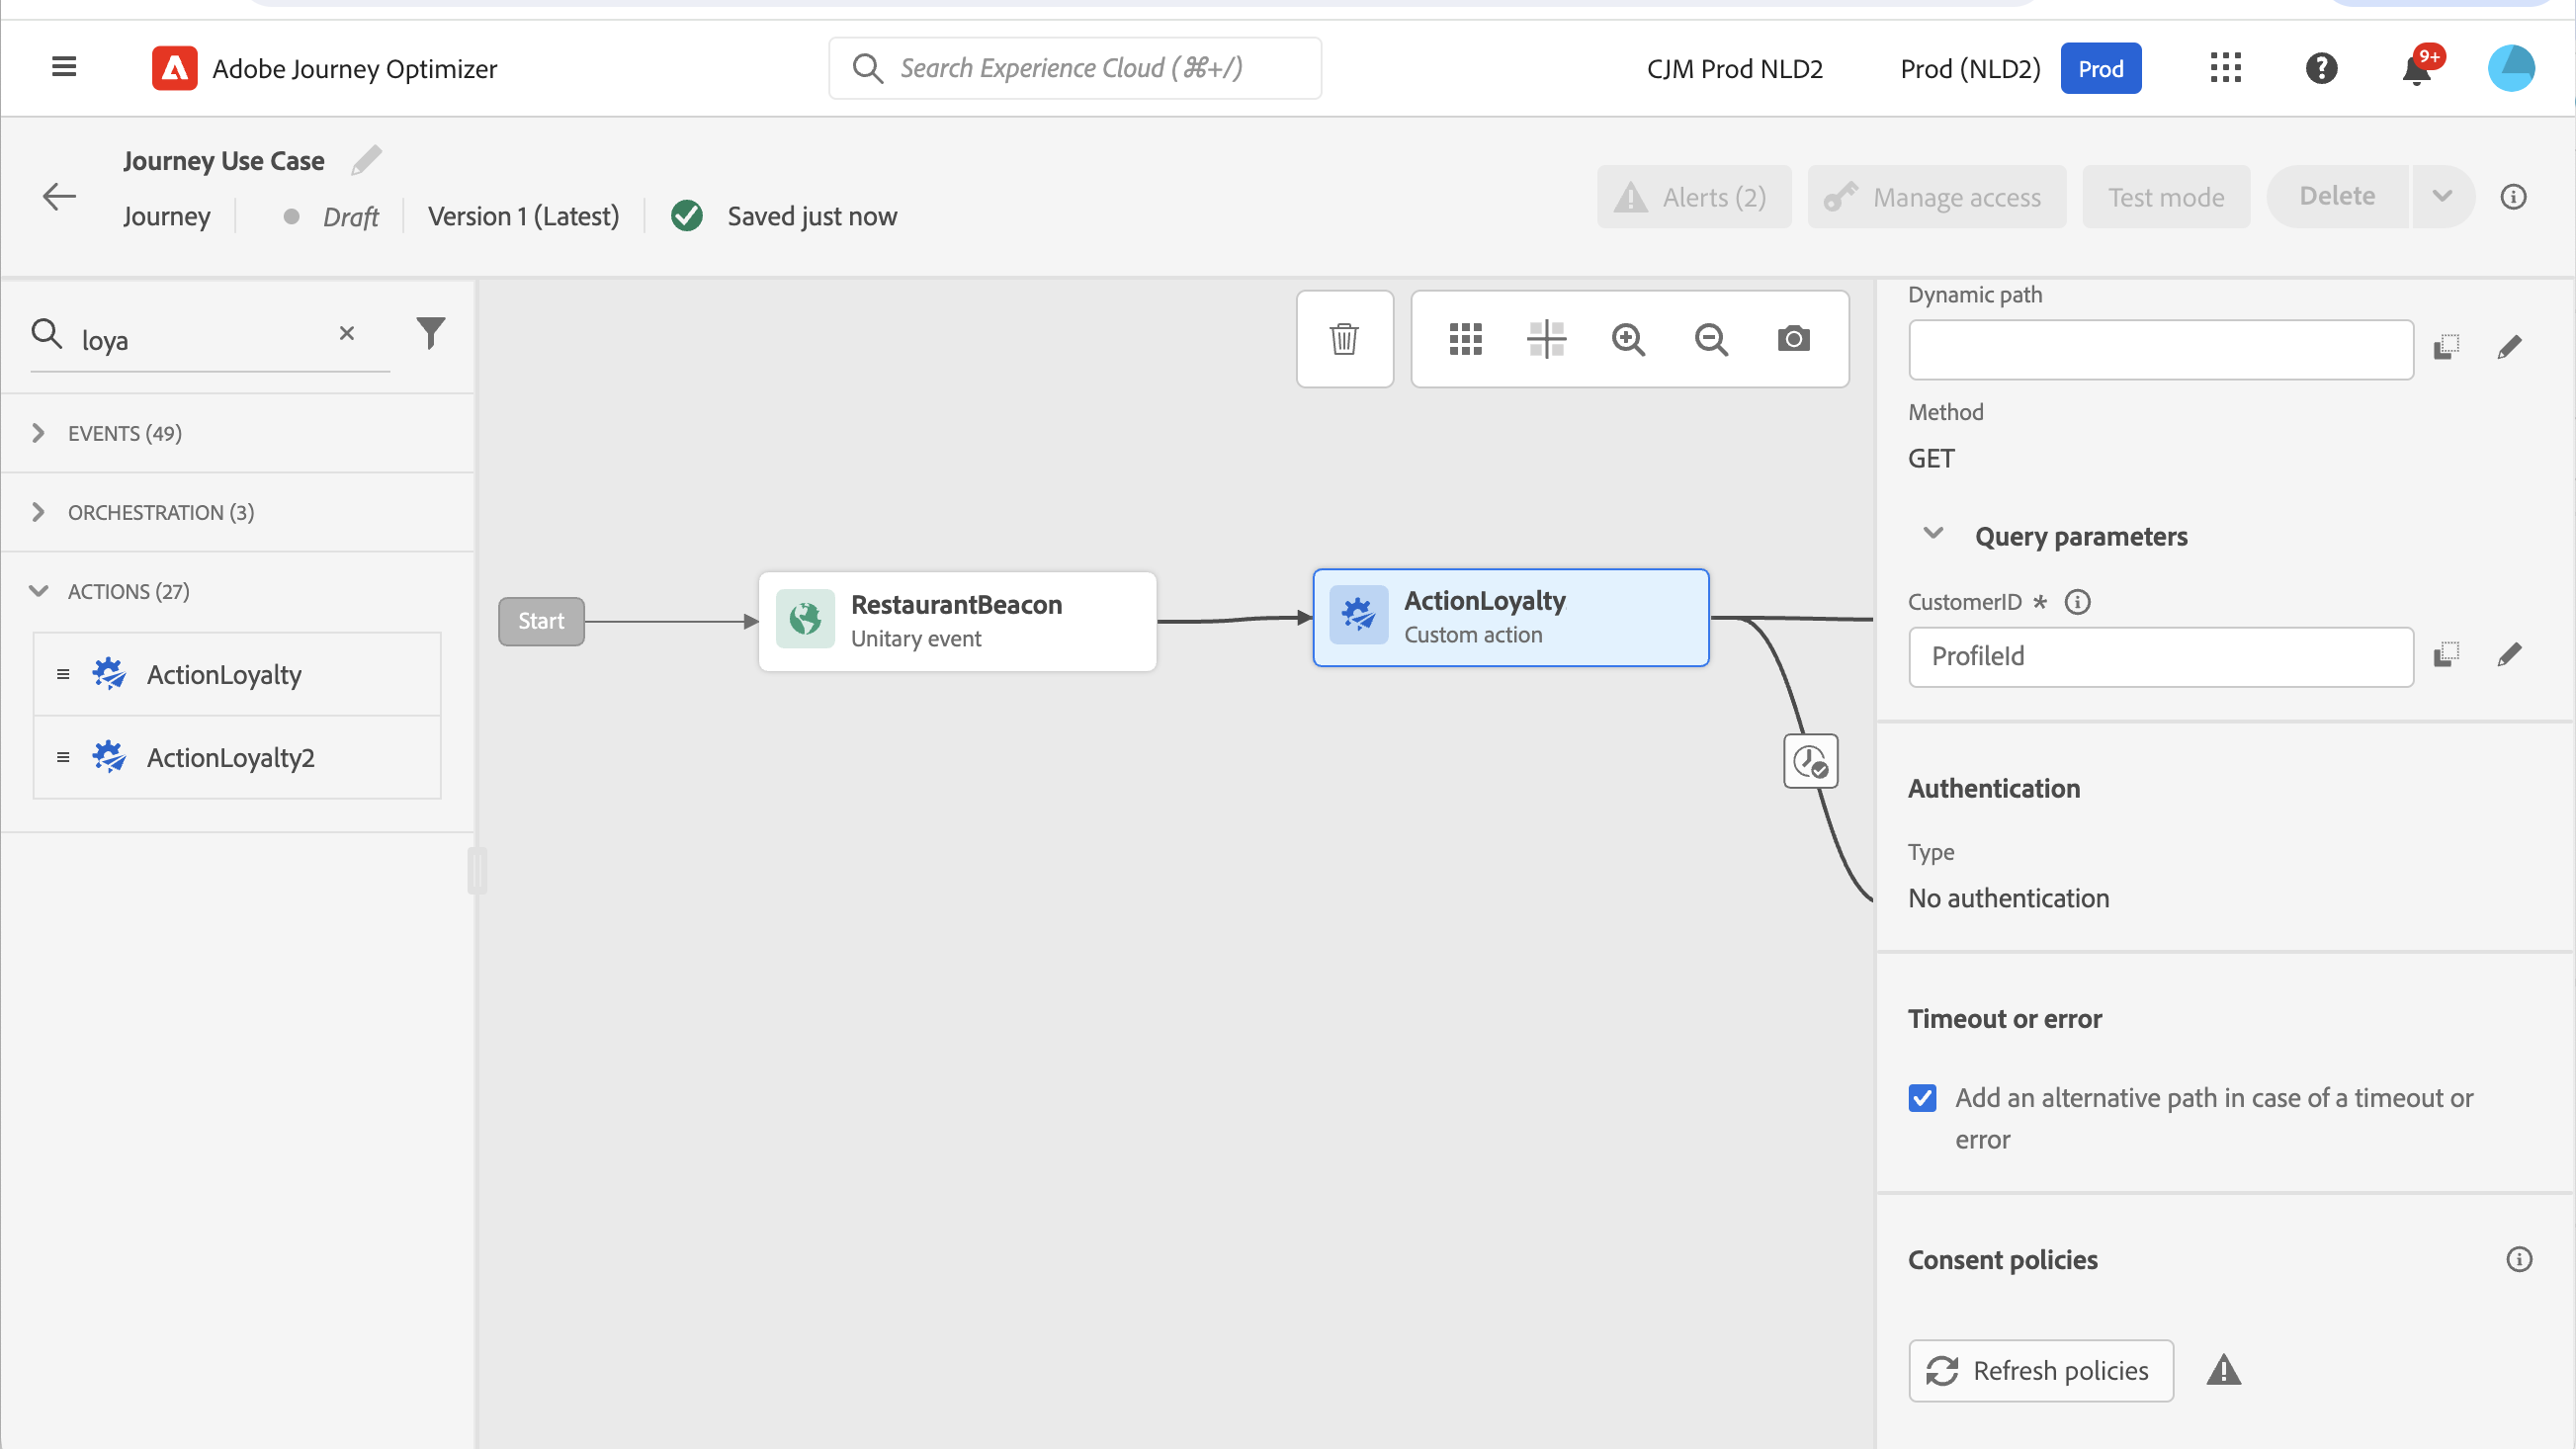 Adobe Journey Optimizer
Search Experience Cloud (⌘+/)
CJM Prod NLD2
Prod (NLD2)
Prod
9+
Journey Use Case
Journey
Draft
Version 1 (Latest)
Saved just now
Alerts (2)
Manage access
Test mode
Delete
loya
EVENTS (49)
ORCHESTRATION (3)
ACTIONS (27)
ActionLoyalty
ActionLoyalty2
Start
RestaurantBeacon
Unitary event
ActionLoyalty
Custom action
Dynamic path
Method
GET
Query parameters
CustomerID *
ProfileId
Authentication
Type
No authentication
Timeout or error
Add an alternative path in case of a timeout or
error
Consent policies
Refresh policies